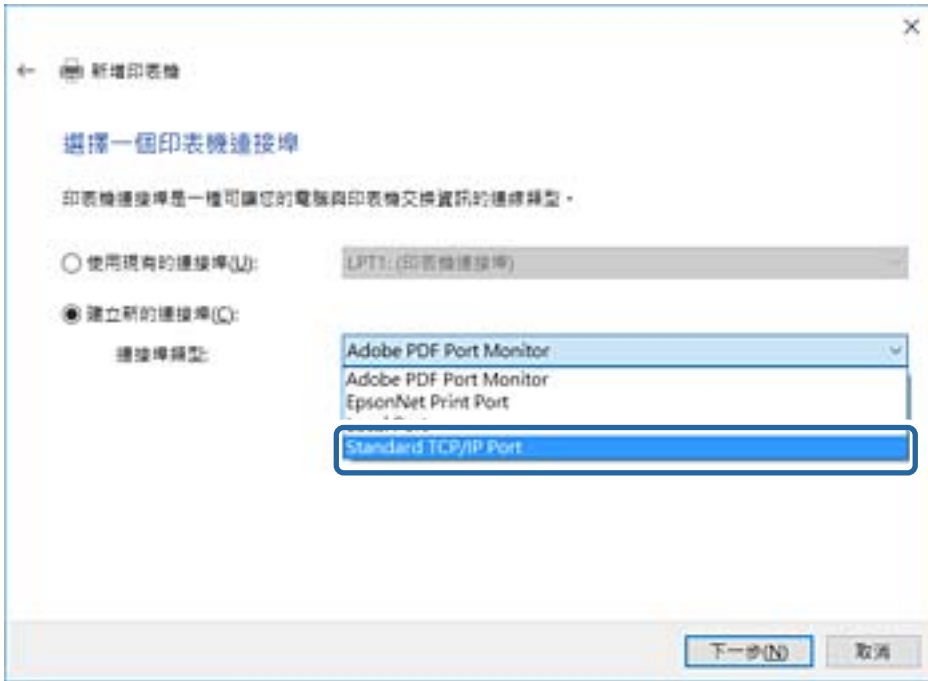 新增印表機
選擇一個印表機連接埠
印表機連接埠是一種可讓您的電腦與印表機交換資訊的連線類型。
使用現有的連接埠(U):
LPT1: (印表機連接埠)
建立新的連接埠(C):
連接埠類型:
Adobe PDF Port Monitor
Adobe PDF Port Monitor
EpsonNet Print Port
Local Port
Standard TCP/IP Port
下一步(N)
取消